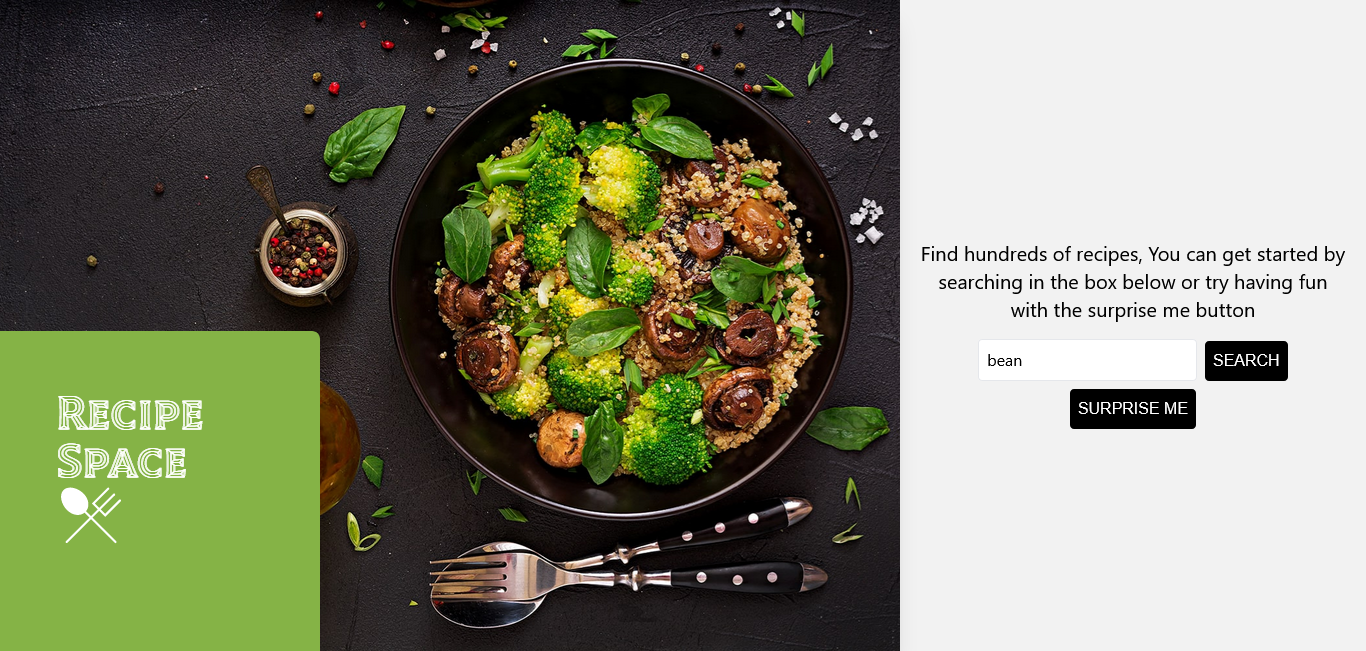 Recipe
Space
Find hundreds of recipes, You can get started by
searching in the box below or try having fun
with the surprise me button
bean
SEARCH
SURPRISE ME